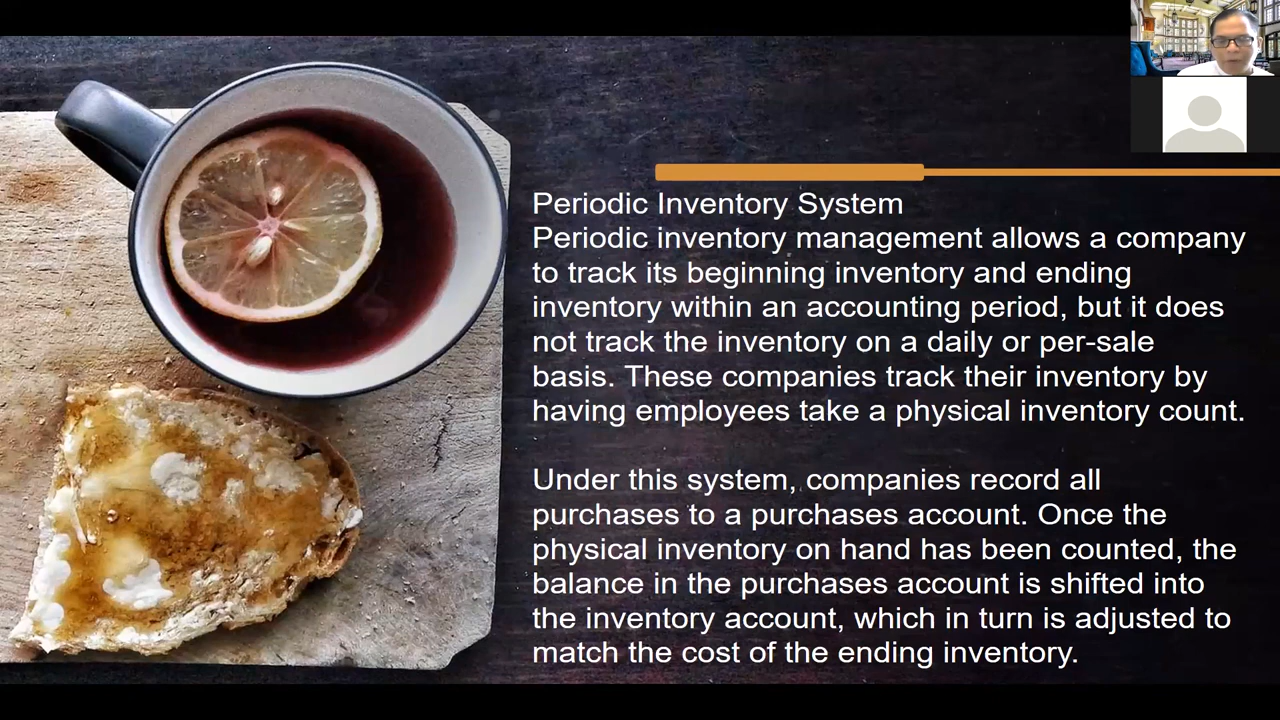 Periodic Inventory System
Periodic inventory management allows a company
to track its beginning inventory and ending
inventory within an accounting period, but it does
not track the inventory on a daily or per-sale
basis. These companies track their inventory by
having employees take a physical inventory count.
Under this system, companies record all
purchases to a purchases account. Once the
physical inventory on hand has been counted, the
balance in the purchases account is shifted into
the inventory account, which in turn is adjusted to
match the cost of the ending inventory.